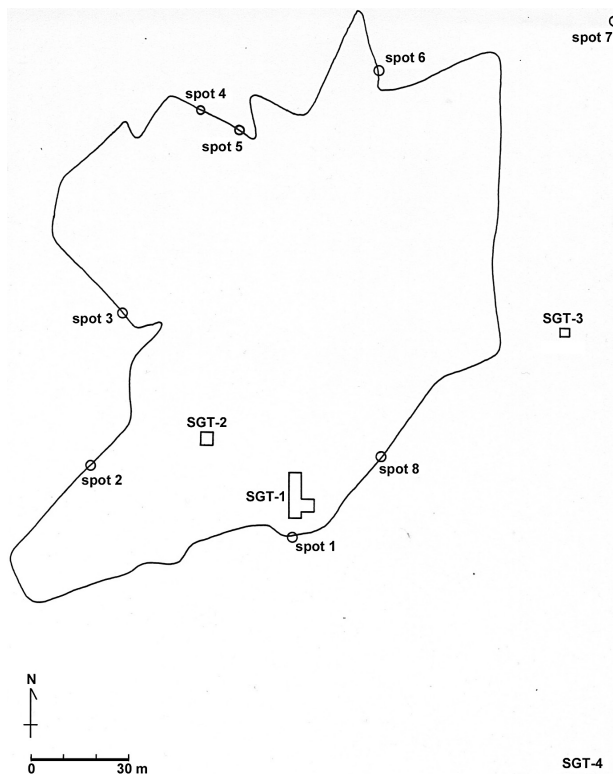 spot 6
spot 7
spot 4
spot 5
spot 3
SGT-3
SGT-2
spot 2
spot 8
SGT-1
spot 1
N
0 30 m
SGT-4